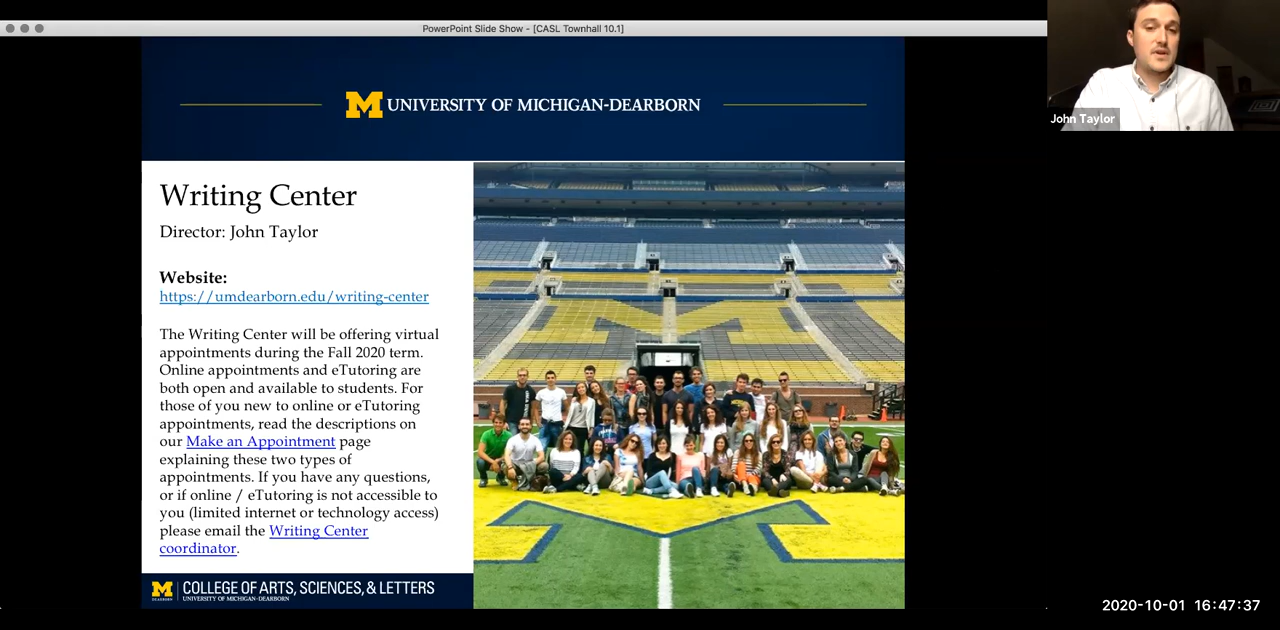 PowerPoint Slide Show - [CASL Townhall 10.1]
M UNIVERSITY OF MICHIGAN-DEARBORN
John Taylor
Writing Center
Director: John Taylor
Website:
https://umdearborn.edu/writing-center
The Writing Center will be offering virtual
appointments during the Fall 2020 term.
Online appointments and eTutoring are
both open and available to students. For
those of you new to online or eTutoring
appointments, read the descriptions on
our Make an Appointment page
explaining these two types of
appointments. If you have any questions,
or if online / eTutoring is not accessible to
you (limited internet or technology access)
please email the Writing Center
coordinator.
M
DEARBORN
COLLEGE OF ARTS, SCIENCES, & LETTERS
UNIVERSITY OF MICHIGAN-DEARBORN
2020-10-01 16:47:37